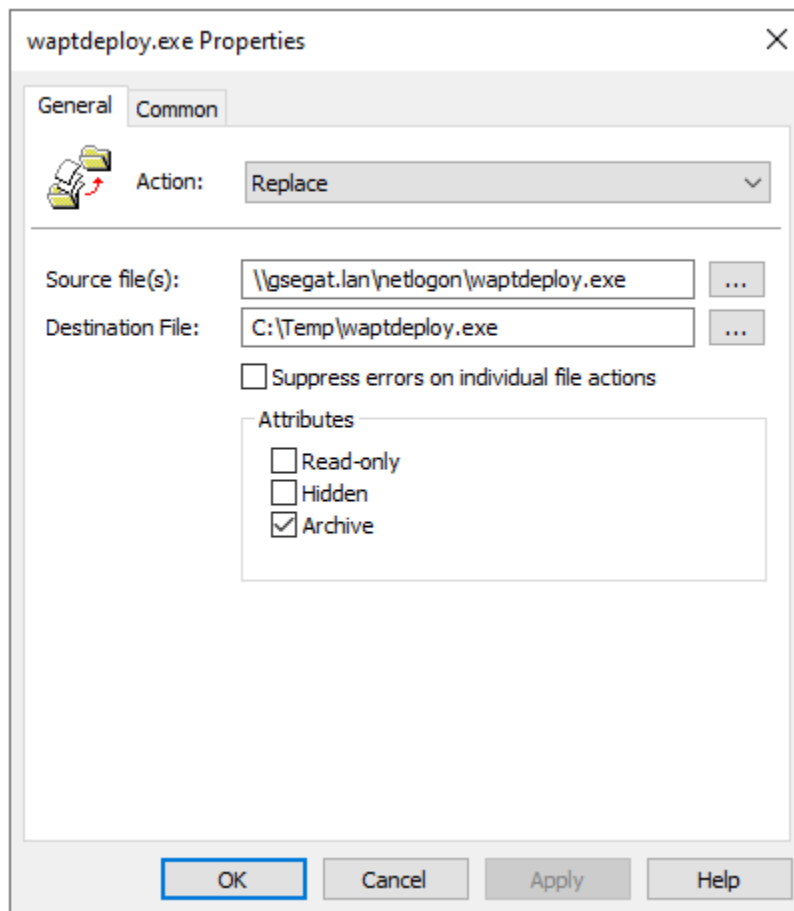 waptdeploy.exe Properties
General Common
Action: Replace
Source file(s): \\gsegat.lan\netlogon\waptdeploy.exe ...
Destination File: C:\Temp\waptdeploy.exe ...
Suppress errors on individual file actions
Attributes
Read-only
Hidden
Archive
OK Cancel Apply Help